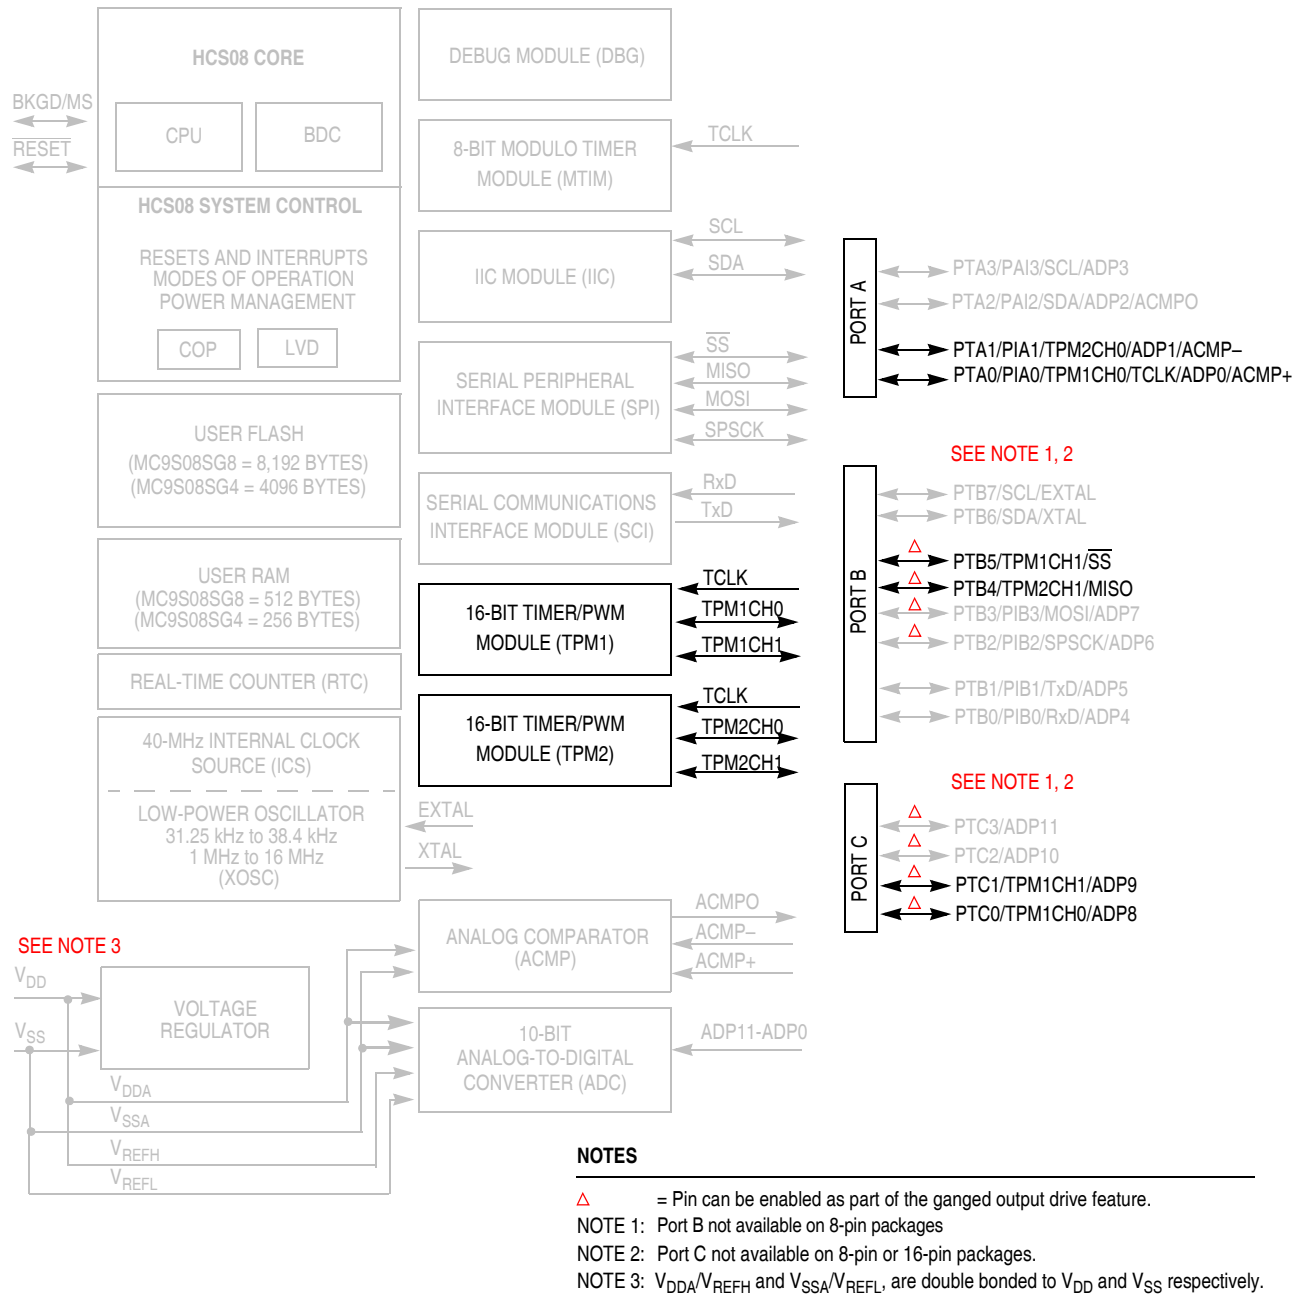 HCS08 CORE
CPU
BDC
BKGD/MS
RESET
HCS08 SYSTEM CONTROL
RESETS AND INTERRUPTS
MODES OF OPERATION
POWER MANAGEMENT
COP
LVD
USER FLASH
(MC9S08SG8 = 8,192 BYTES)
(MC9S08SG4 = 4096 BYTES)
USER RAM
(MC9S08SG8 = 512 BYTES)
(MC9S08SG4 = 256 BYTES)
REAL-TIME COUNTER (RTC)
40-MHz INTERNAL CLOCK
SOURCE (ICS)
LOW-POWER OSCILLATOR
31.25 kHz to 38.4 kHz
1 MHz to 16 MHz
(XOSC)
EXTAL
XTAL
SEE NOTE 3
VDD
VSS
VOLTAGE
REGULATOR
VDDA
VSSA
VREFH
VREFL
DEBUG MODULE (DBG)
8-BIT MODULO TIMER
MODULE (MTIM)
TCLK
IIC MODULE (IIC)
SCL
SDA
SERIAL PERIPHERAL
INTERFACE MODULE (SPI)
SS
MISO
MOSI
SPSCK
SERIAL COMMUNICATIONS
INTERFACE MODULE (SCI)
RxD
TxD
16-BIT TIMER/PWM
MODULE (TPM1)
TCLK
TPM1CH0
TPM1CH1
16-BIT TIMER/PWM
MODULE (TPM2)
TCLK
TPM2CH0
TPM2CH1
ANALOG COMPARATOR
(ACMP)
ACMPO
ACMP–
ACMP+
10-BIT
ANALOG-TO-DIGITAL
CONVERTER (ADC)
ADP11-ADP0
PORT A
PTA3/PAI3/SCL/ADP3
PTA2/PAI2/SDA/ADP2/ACMPO
PTA1/PIA1/TPM2CH0/ADP1/ACMP–
PTA0/PIA0/TPM1CH0/TCLK/ADP0/ACMP+
SEE NOTE 1, 2
PORT B
PTB7/SCL/EXTAL
PTB6/SDA/XTAL
PTB5/TPM1CH1/SS
PTB4/TPM2CH1/MISO
PTB3/PIB3/MOSI/ADP7
PTB2/PIB2/SPSCK/ADP6
PTB1/PIB1/TxD/ADP5
PTB0/PIB0/RxD/ADP4
SEE NOTE 1, 2
PORT C
PTC3/ADP11
PTC2/ADP10
PTC1/TPM1CH1/ADP9
PTC0/TPM1CH0/ADP8
NOTES
△ = Pin can be enabled as part of the ganged output drive feature.
NOTE 1: Port B not available on 8-pin packages
NOTE 2: Port C not available on 8-pin or 16-pin packages.
NOTE 3: VDDA/VREFH and VSSA/VREFL, are double bonded to VDD and VSS respectively.